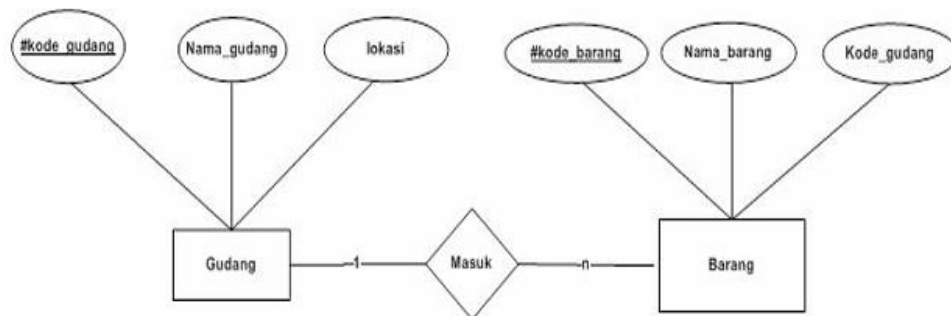 #kode_gudang
Nama_gudang
lokasi
#kode_barang
Nama_barang
Kode_gudang
Gudang
1
Masuk
n
Barang